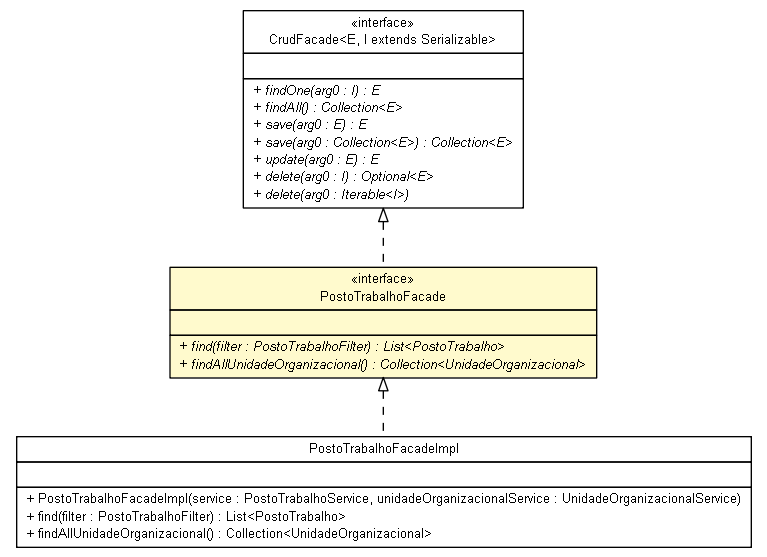 «interface»
CrudFacade<E, I extends Serializable>
+ findOne(arg0 : I) : E
+ findAll() : Collection<E>
+ save(arg0 : E) : E
+ save(arg0 : Collection<E>) : Collection<E>
+ update(arg0 : E) : E
+ delete(arg0 : I) : Optional<E>
+ delete(arg0 : Iterable<I>)
«interface»
PostoTrabalhoFacade
+ find(filter : PostoTrabalhoFilter) : List<PostoTrabalho>
+ findAllUnidadeOrganizacional() : Collection<UnidadeOrganizacional>
PostoTrabalhoFacadeImpl
+ PostoTrabalhoFacadeImpl(service : PostoTrabalhoService, unidadeOrganizacionalService : UnidadeOrganizacionalService)
+ find(filter : PostoTrabalhoFilter) : List<PostoTrabalho>
+ findAllUnidadeOrganizacional() : Collection<UnidadeOrganizacional>